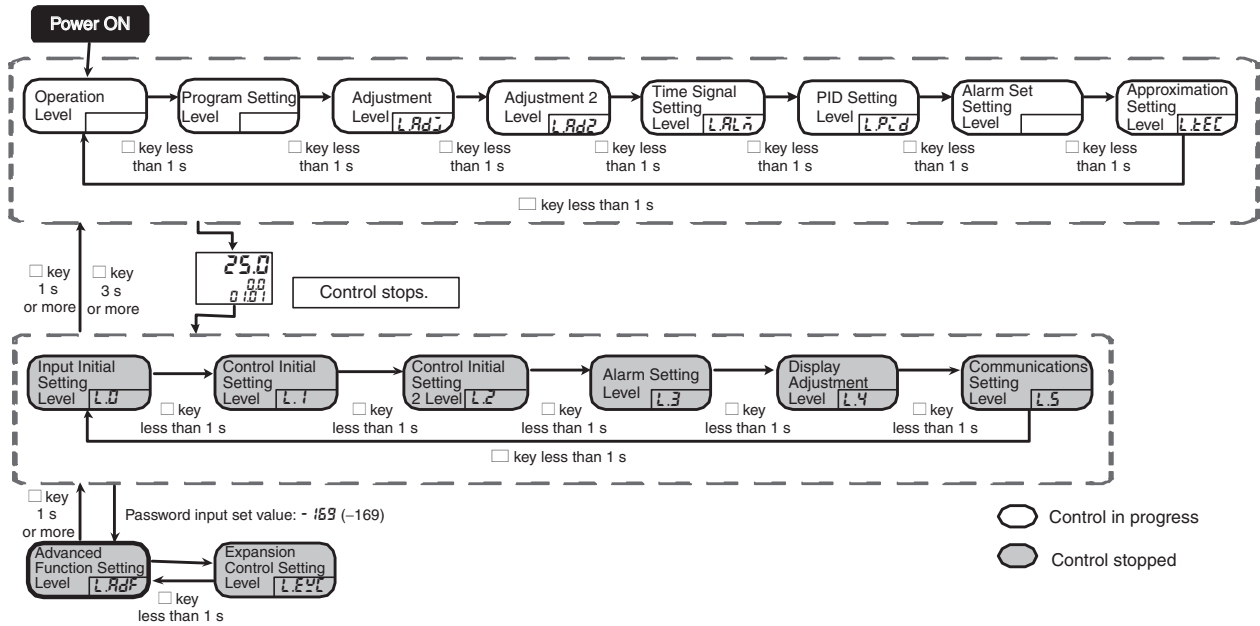 Power ON
Operation
Level
Program Setting
Level
Adjustment
Level L.AdJ
Adjustment 2
Level L.Ad2
Time Signal
Setting
Level L.ALM
PID Setting
Level L.Pid
Alarm Set
Setting
Level
Approximation
Setting
Level L.tEC
□ key less
than 1 s
□ key less
than 1 s
□ key less
than 1 s
□ key less
than 1 s
□ key less
than 1 s
□ key less
than 1 s
□ key less
than 1 s
□ key less than 1 s
□ key
1 s
or more
□ key
3 s
or more
25.0
0.0
01.01
Control stops.
Input Initial
Setting
Level L.0
Control Initial
Setting
Level L.1
Control Initial
Setting
2 Level L.2
Alarm Setting
Level L.3
Display
Adjustment
Level L.4
Communications
Setting
Level L.5
□ key
less than 1 s
□ key
less than 1 s
□ key
less than 1 s
□ key
less than 1 s
□ key
less than 1 s
□ key less than 1 s
□ key
1 s
or more
Password input set value: -169 (−169)
Advanced
Function Setting
Level L.AdF
Expansion
Control Setting
Level L.EXC
□ key
less than 1 s
Control in progress
Control stopped